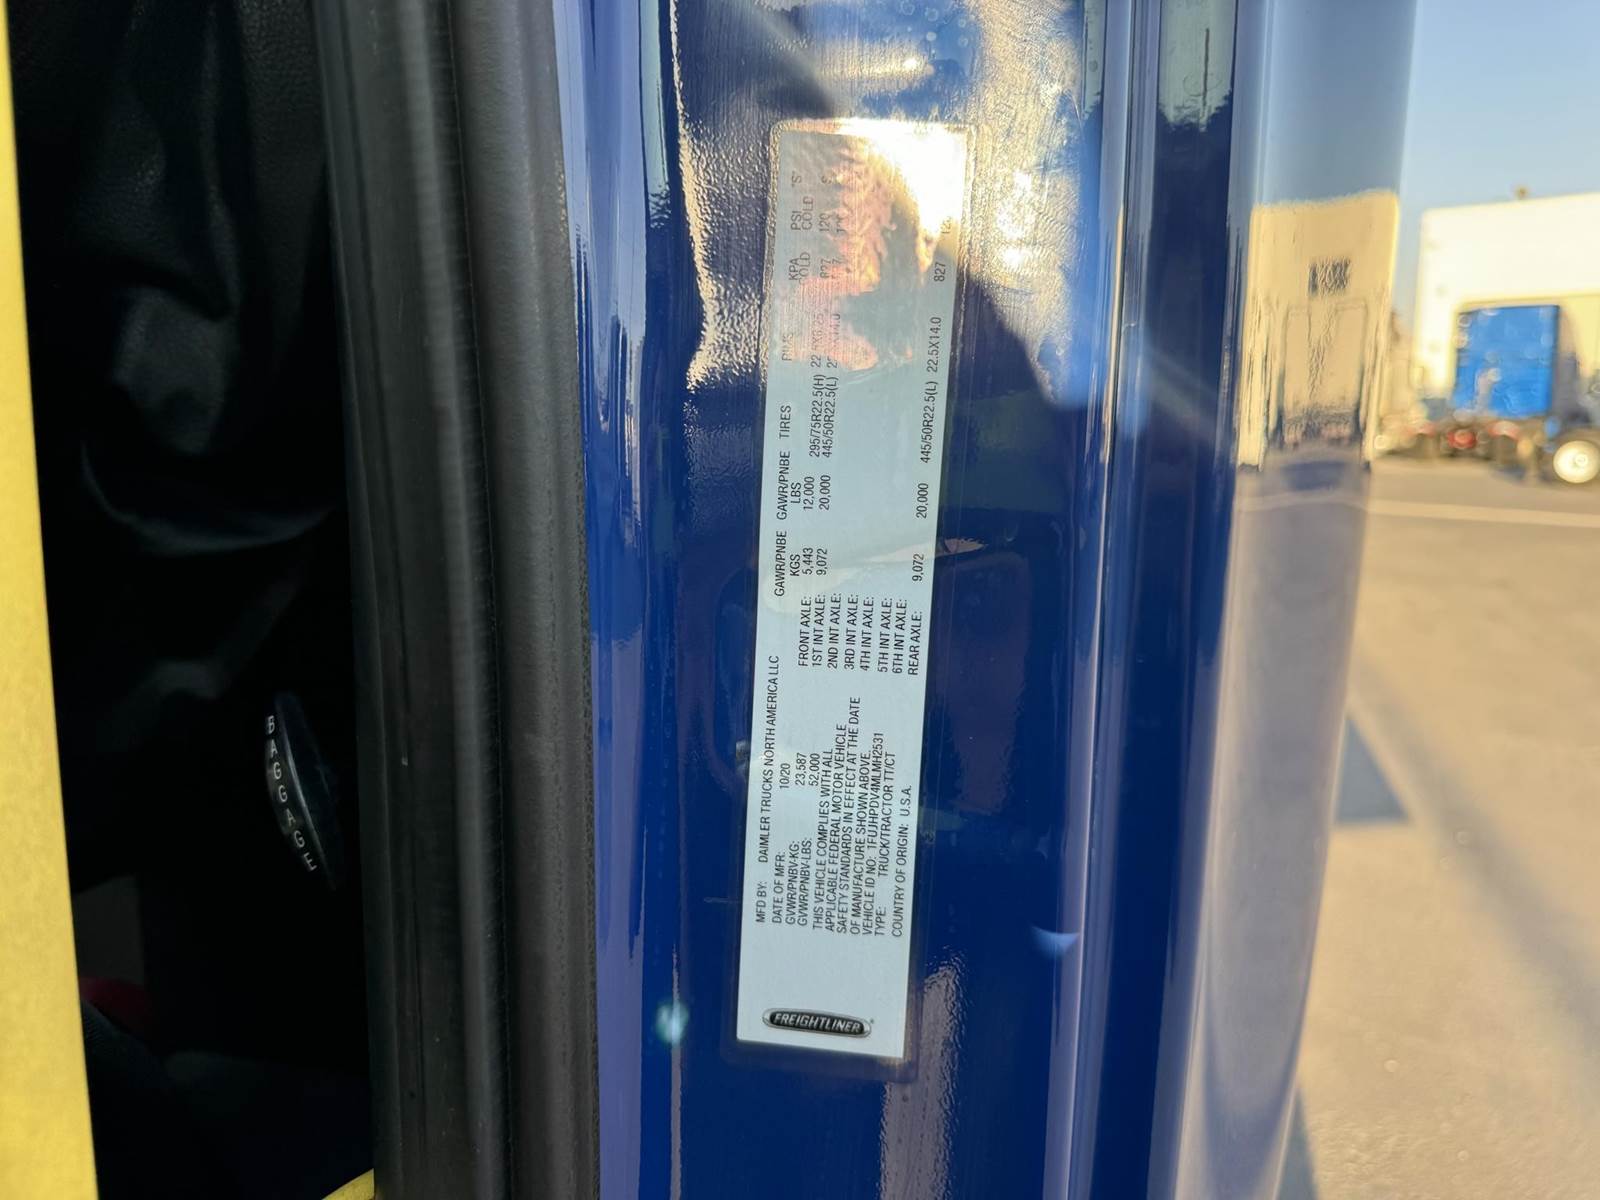 BAGGAGE
FREIGHTLINER
MFD BY: DAIMLER TRUCKS NORTH AMERICA LLC
DATE OF MFR: 10/20
GVWR/PNBV-KG: 23,587
GVWR/PNBV-LBS: 52,000
THIS VEHICLE COMPLIES WITH ALL
APPLICABLE FEDERAL MOTOR VEHICLE
SAFETY STANDARDS IN EFFECT AT THE DATE
OF MANUFACTURE SHOWN ABOVE.
VEHICLE ID NO: 1FUJHPDV4MLMH2531
TYPE: TRUCK/TRACTOR TT/CT
COUNTRY OF ORIGIN: U.S.A.
GAWR/PNBE GAWR/PNBE TIRES RIMS KPA PSI "S"
KGS LBS COLD COLD
FRONT AXLE: 5,443 12,000 295/75R22.5(H) 827 120 S
1ST INT AXLE: 9,072 20,000 445/50R22.5(L)
2ND INT AXLE:
3RD INT AXLE:
4TH INT AXLE:
5TH INT AXLE:
6TH INT AXLE:
REAR AXLE: 9,072 20,000 445/50R22.5(L) 22.5X14.0 827